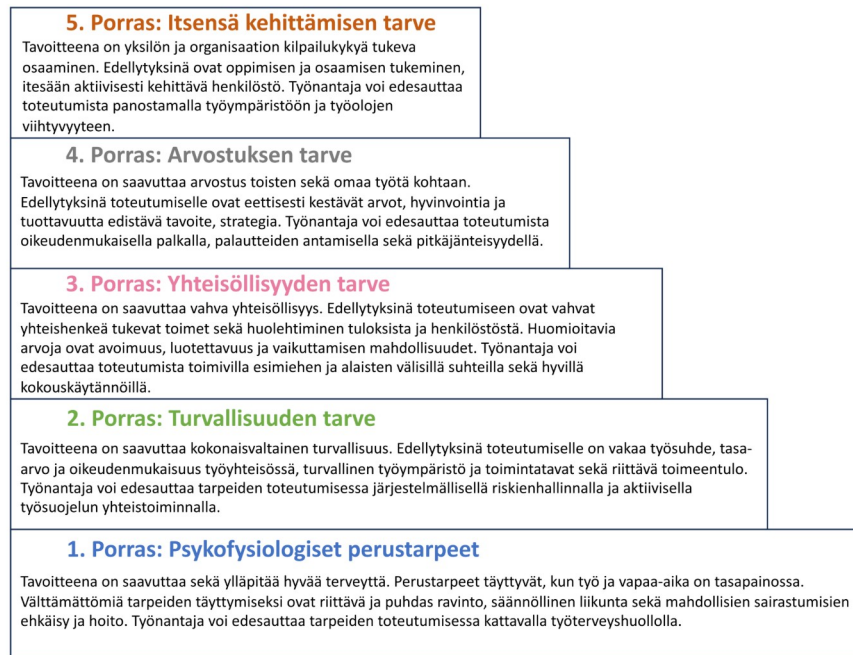 5. Porras: Itsensä kehittämisen tarve
Tavoitteena on yksilön ja organisaation kilpailukykyä tukeva
osaaminen. Edellytyksinä ovat oppimisen ja osaamisen tukeminen,
itesään aktiivisesti kehittävä henkilöstö. Työnantaja voi edesauttaa
toteutumista panostamalla työympäristöön ja työolojen
viihtyvyyteen.
4. Porras: Arvostuksen tarve
Tavoitteena on saavuttaa arvostus toisten sekä omaa työtä kohtaan.
Edellytyksinä toteutumiselle ovat eettisesti kestävät arvot, hyvinvointia ja
tuottavuutta edistävä tavoite, strategia. Työnantaja voi edesauttaa toteutumista
oikeudenmukaisella palkalla, palautteiden antamisella sekä pitkäjänteisyydellä.
3. Porras: Yhteisöllisyyden tarve
Tavoitteena on saavuttaa vahva yhteisöllisyys. Edellytyksinä toteutumiseen ovat vahvat
yhteishenkeä tukevat toimet sekä huolehtiminen tuloksista ja henkilöstöstä. Huomioitavia
arvoja ovat avoimuus, luotettavuus ja vaikuttamisen mahdollisuudet. Työnantaja voi
edesauttaa toteutumista toimivilla esimiehen ja alaisten välisillä suhteilla sekä hyvillä
kokouskäytännöillä.
2. Porras: Turvallisuuden tarve
Tavoitteena on saavuttaa kokonaisvaltainen turvallisuus. Edellytyksinä toteutumiselle on vakaa työsuhde, tasa-
arvo ja oikeudenmukaisuus työyhteisössä, turvallinen työympäristö ja toimintatavat sekä riittävä toimeentulo.
Työnantaja voi edesauttaa tarpeiden toteutumisessa järjestelmällisellä riskienhallinnalla ja aktiivisella
työsuojelun yhteistoiminnalla.
1. Porras: Psykofysiologiset perustarpeet
Tavoitteena on saavuttaa sekä ylläpitää hyvää terveyttä. Perustarpeet täyttyvät, kun työ ja vapaa-aika on tasapainossa.
Välttämättömiä tarpeiden täyttymiseksi ovat riittävä ja puhdas ravinto, säännöllinen liikunta sekä mahdollisien sairastumisien
ehkäisy ja hoito. Työnantaja voi edesauttaa tarpeiden toteutumisessa kattavalla työterveyshuollolla.